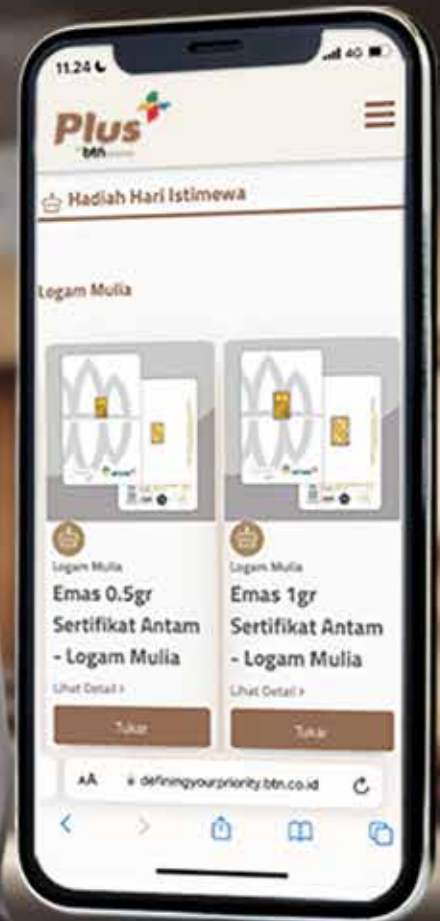 11.24
4G
Plus
btn
Hadiah Hari Istimewa
Logam Mulia
Logam Mulia
Emas 0.5gr
Sertifikat Antam
- Logam Mulia
Lihat Detail >
Tukar
Logam Mulia
Emas 1gr
Sertifikat Antam
- Logam Mulia
Lihat Detail >
Tukar
AA
definingyourpriority.btn.co.id